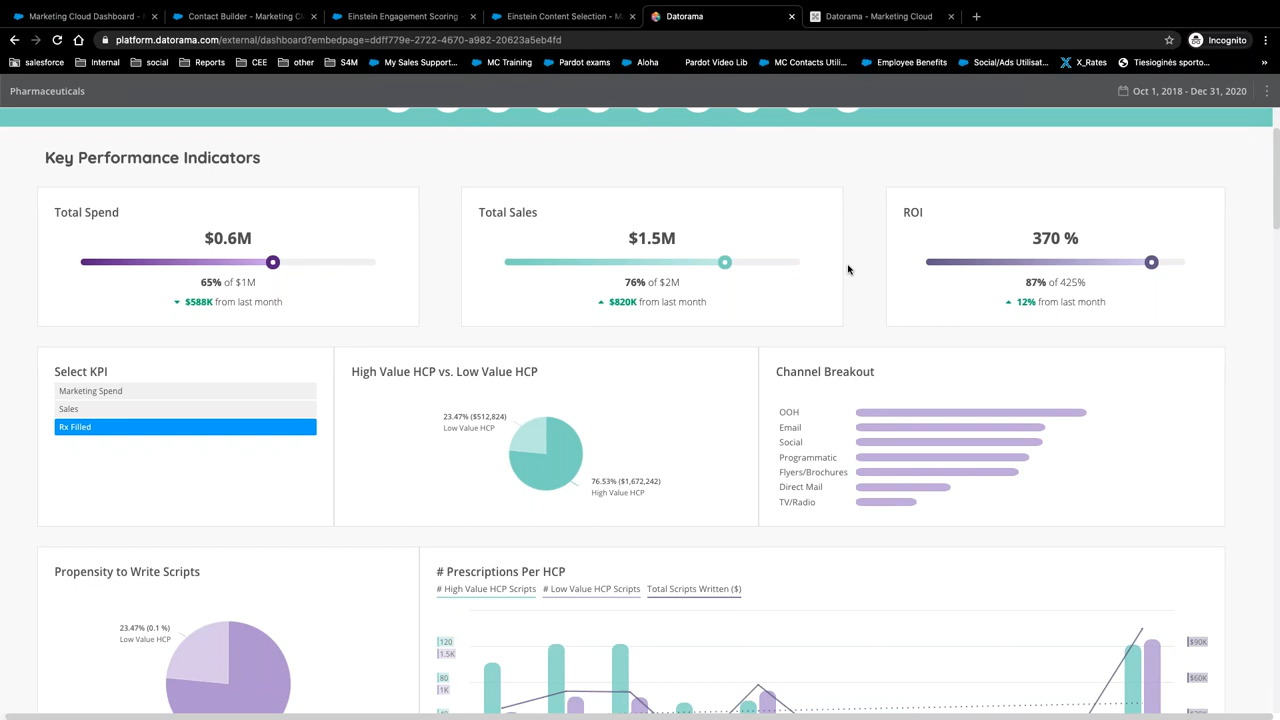 Marketing Cloud Dashboard -
Contact Builder - Marketing Cl
Einstein Engagement Scoring
Einstein Content Selection - M
Datorama
Datorama - Marketing Cloud
platform.datorama.com/external/dashboard?embedpage=ddff779e-2722-4670-a982-20623a5eb4fd
Incognito
salesforce
Internal
social
Reports
CEE
other
S4M
My Sales Support...
MC Training
Pardot exams
Aloha
Pardot Video Lib
MC Contacts Utili...
Employee Benefits
Social/Ads Utilisat...
X_Rates
Tiesioginės sporto...
Pharmaceuticals
Oct 1, 2018 - Dec 31, 2020
Key Performance Indicators
Total Spend
$0.6M
65% of $1M
$588K from last month
Total Sales
$1.5M
76% of $2M
$820K from last month
ROI
370 %
87% of 425%
12% from last month
Select KPI
Marketing Spend
Sales
Rx Filled
High Value HCP vs. Low Value HCP
23.47% ($512,824)
Low Value HCP
76.53% ($1,672,242)
High Value HCP
Channel Breakout
OOH
Email
Social
Programmatic
Flyers/Brochures
Direct Mail
TV/Radio
Propensity to Write Scripts
23.47% (0.1 %)
Low Value HCP
# Prescriptions Per HCP
# High Value HCP Scripts
# Low Value HCP Scripts
Total Scripts Written ($)
120
1.5K
80
1K
$90K
$60K